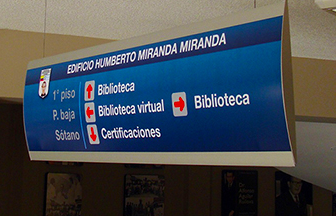 EDIFICIO HUMBERTO MIRANDA MIRANDA
1° piso Biblioteca
P. baja Biblioteca virtual Biblioteca
Sótano Certificaciones